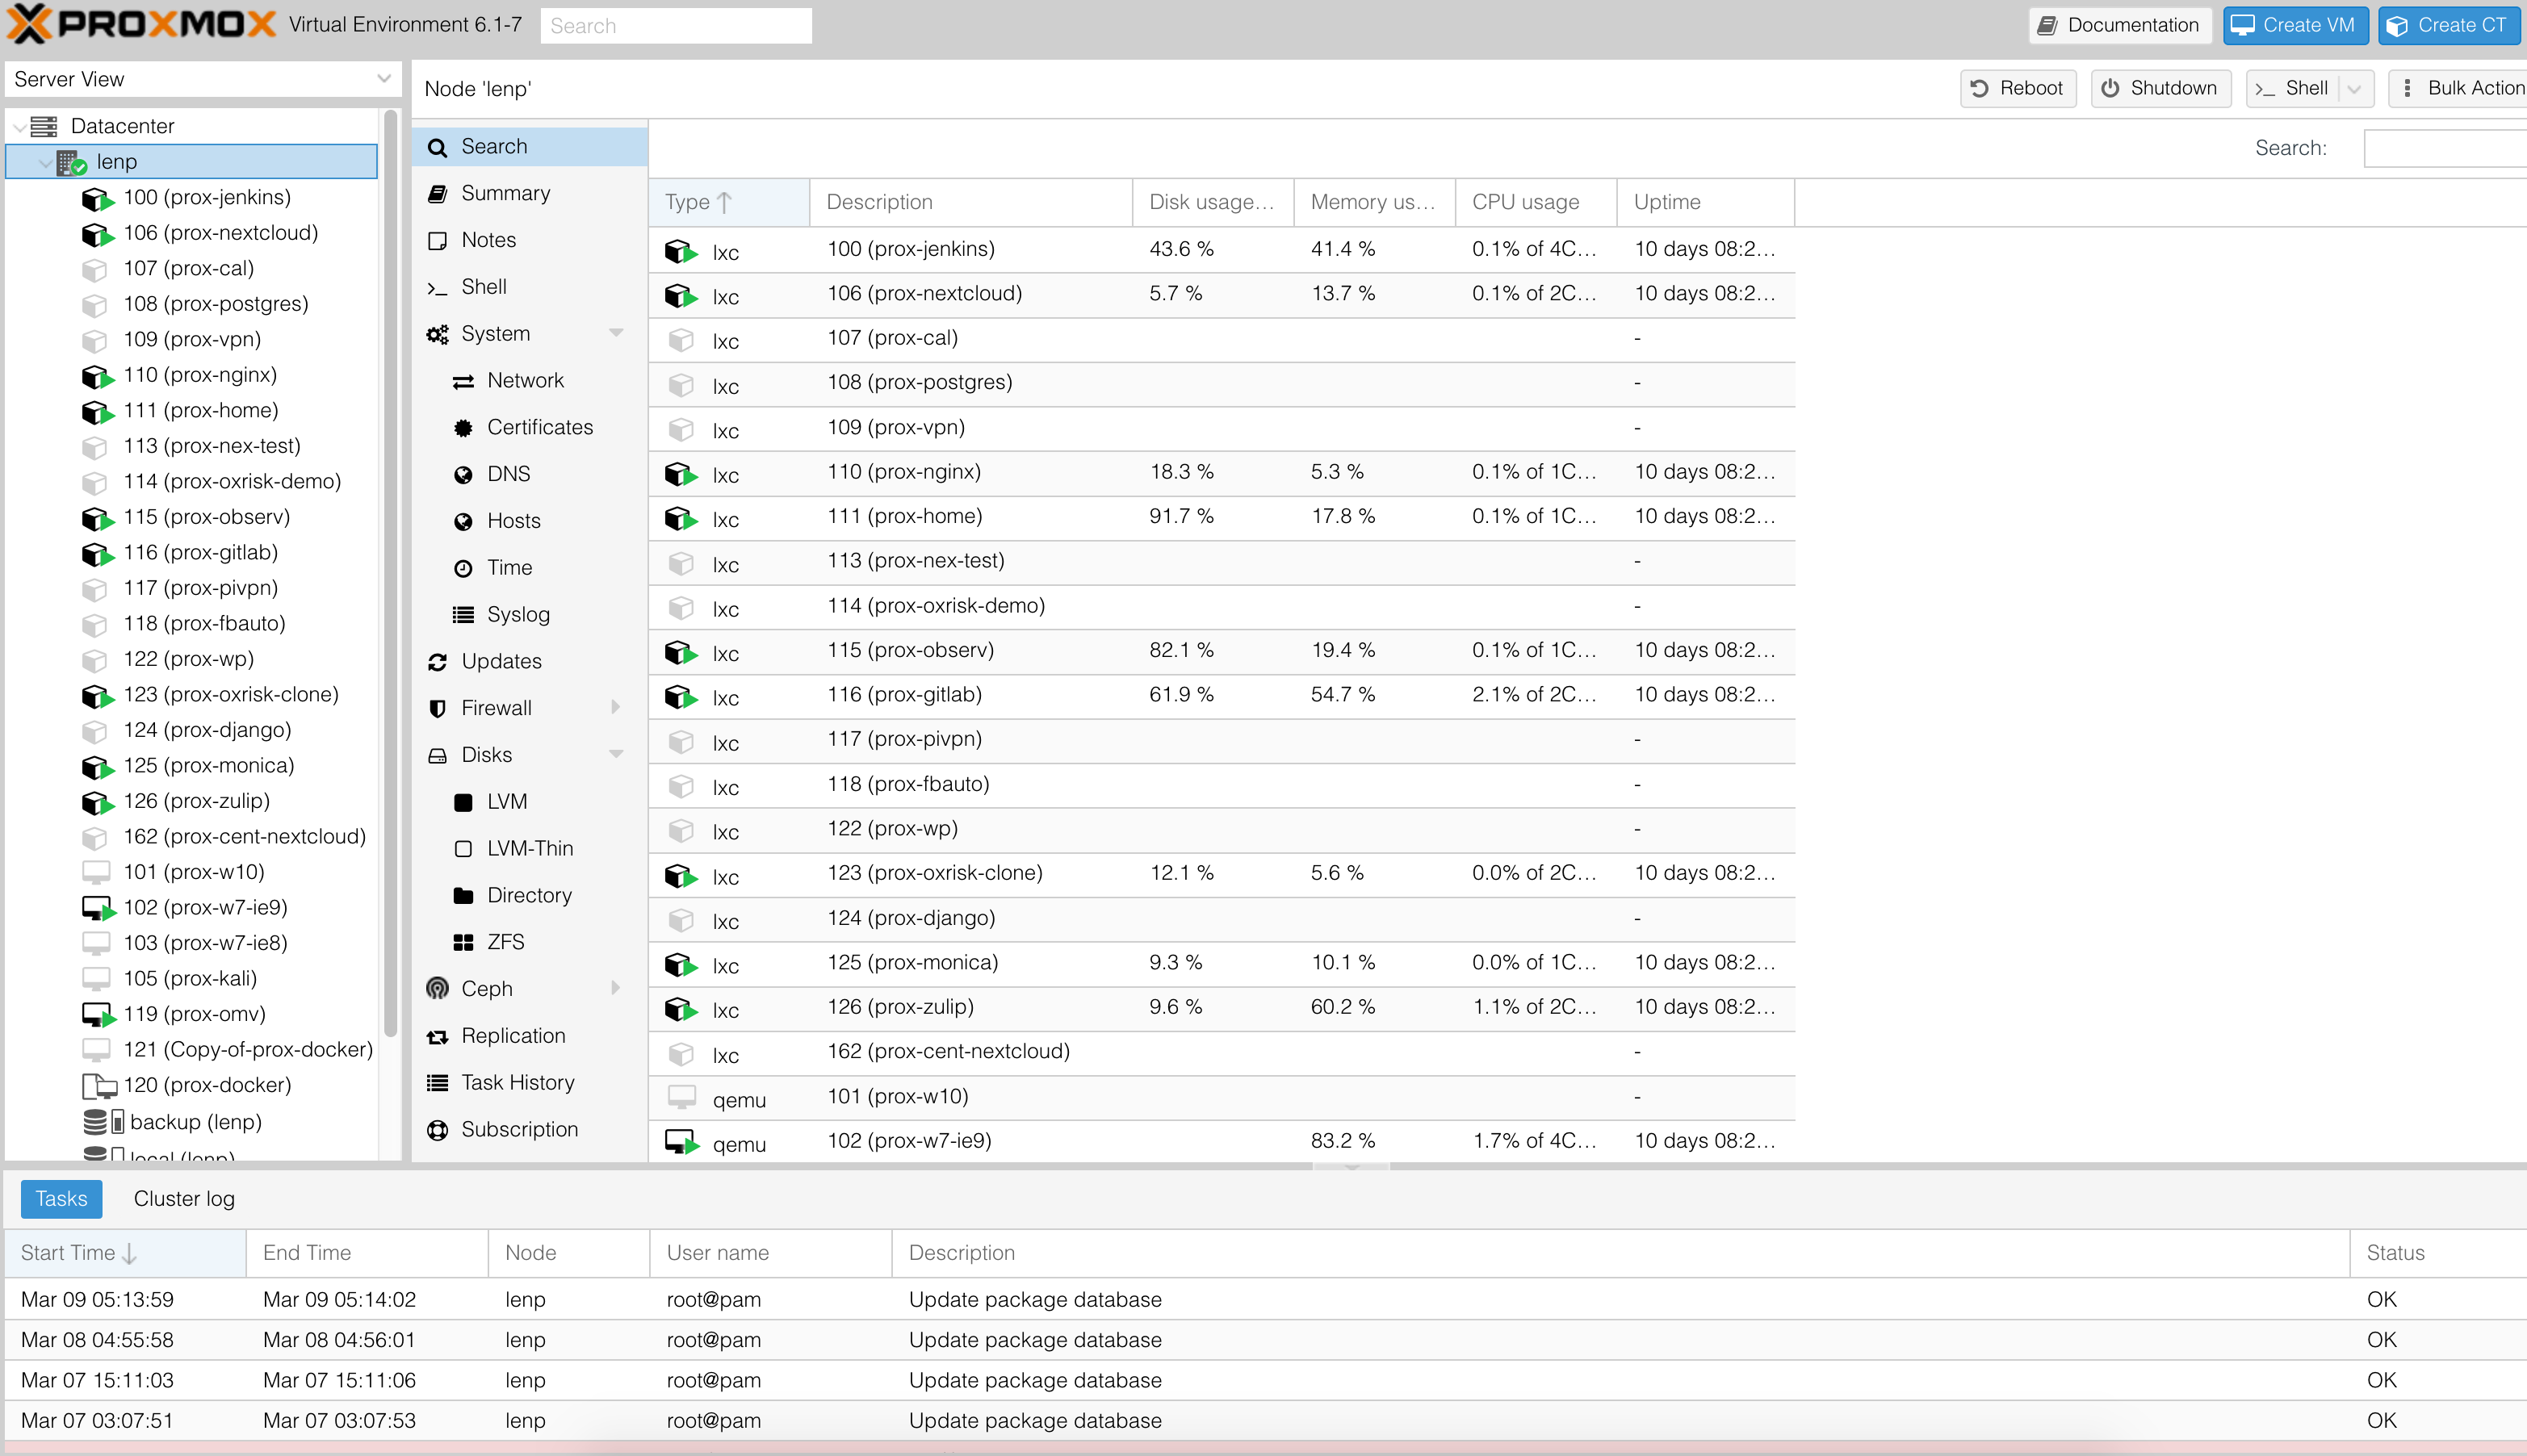 PROXMOX Virtual Environment 6.1-7 Search Documentation Create VM Create CT
Server View
Datacenter
lenp
100 (prox-jenkins)
106 (prox-nextcloud)
107 (prox-cal)
108 (prox-postgres)
109 (prox-vpn)
110 (prox-nginx)
111 (prox-home)
113 (prox-nex-test)
114 (prox-oxrisk-demo)
115 (prox-observ)
116 (prox-gitlab)
117 (prox-pivpn)
118 (prox-fbauto)
122 (prox-wp)
123 (prox-oxrisk-clone)
124 (prox-django)
125 (prox-monica)
126 (prox-zulip)
162 (prox-cent-nextcloud)
101 (prox-w10)
102 (prox-w7-ie9)
103 (prox-w7-ie8)
105 (prox-kali)
119 (prox-omv)
121 (Copy-of-prox-docker)
120 (prox-docker)
backup (lenp)
local (lenp)
Node 'lenp' Reboot Shutdown >_ Shell Bulk Action
Search
Summary
Notes
>_ Shell
System
Network
Certificates
DNS
Hosts
Time
Syslog
Updates
Firewall
Disks
LVM
LVM-Thin
Directory
ZFS
Ceph
Replication
Task History
Subscription
Search:
Type Description Disk usage... Memory us... CPU usage Uptime
lxc 100 (prox-jenkins) 43.6 % 41.4 % 0.1% of 4C... 10 days 08:2...
lxc 106 (prox-nextcloud) 5.7 % 13.7 % 0.1% of 2C... 10 days 08:2...
lxc 107 (prox-cal) -
lxc 108 (prox-postgres) -
lxc 109 (prox-vpn) -
lxc 110 (prox-nginx) 18.3 % 5.3 % 0.1% of 1C... 10 days 08:2...
lxc 111 (prox-home) 91.7 % 17.8 % 0.1% of 1C... 10 days 08:2...
lxc 113 (prox-nex-test) -
lxc 114 (prox-oxrisk-demo) -
lxc 115 (prox-observ) 82.1 % 19.4 % 0.1% of 1C... 10 days 08:2...
lxc 116 (prox-gitlab) 61.9 % 54.7 % 2.1% of 2C... 10 days 08:2...
lxc 117 (prox-pivpn) -
lxc 118 (prox-fbauto) -
lxc 122 (prox-wp) -
lxc 123 (prox-oxrisk-clone) 12.1 % 5.6 % 0.0% of 2C... 10 days 08:2...
lxc 124 (prox-django) -
lxc 125 (prox-monica) 9.3 % 10.1 % 0.0% of 1C... 10 days 08:2...
lxc 126 (prox-zulip) 9.6 % 60.2 % 1.1% of 2C... 10 days 08:2...
lxc 162 (prox-cent-nextcloud) -
qemu 101 (prox-w10) -
qemu 102 (prox-w7-ie9) 83.2 % 1.7% of 4C... 10 days 08:2...
Tasks Cluster log
Start Time End Time Node User name Description Status
Mar 09 05:13:59 Mar 09 05:14:02 lenp root@pam Update package database OK
Mar 08 04:55:58 Mar 08 04:56:01 lenp root@pam Update package database OK
Mar 07 15:11:03 Mar 07 15:11:06 lenp root@pam Update package database OK
Mar 07 03:07:51 Mar 07 03:07:53 lenp root@pam Update package database OK